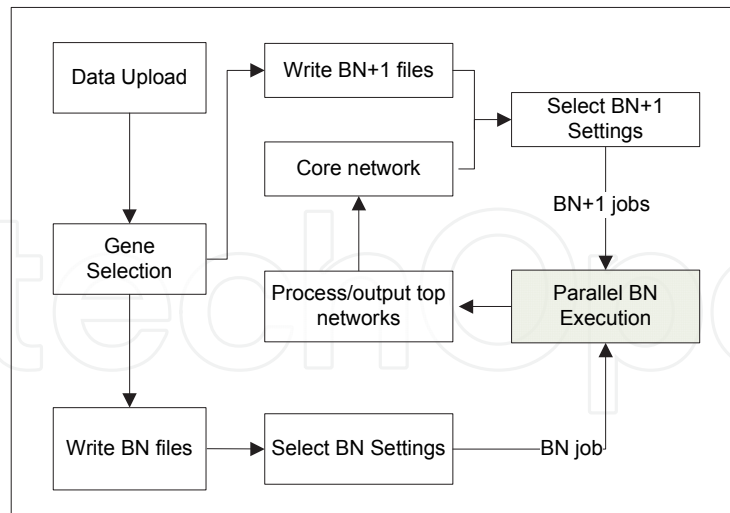 Data Upload
Write BN+1 files
Select BN+1
Settings
Core network
BN+1 jobs
Gene
Selection
Process/output top
networks
Parallel BN
Execution
Write BN files
Select BN Settings
BN job